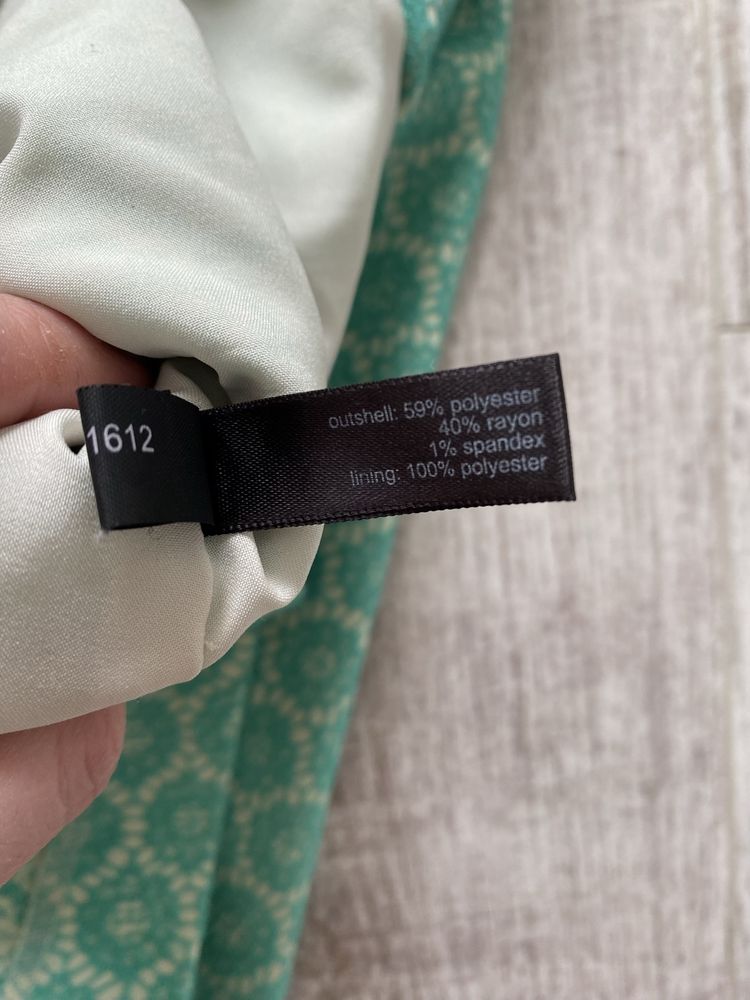 1612
outshell: 59% polyester
40% rayon
1% spandex
lining: 100% polyester